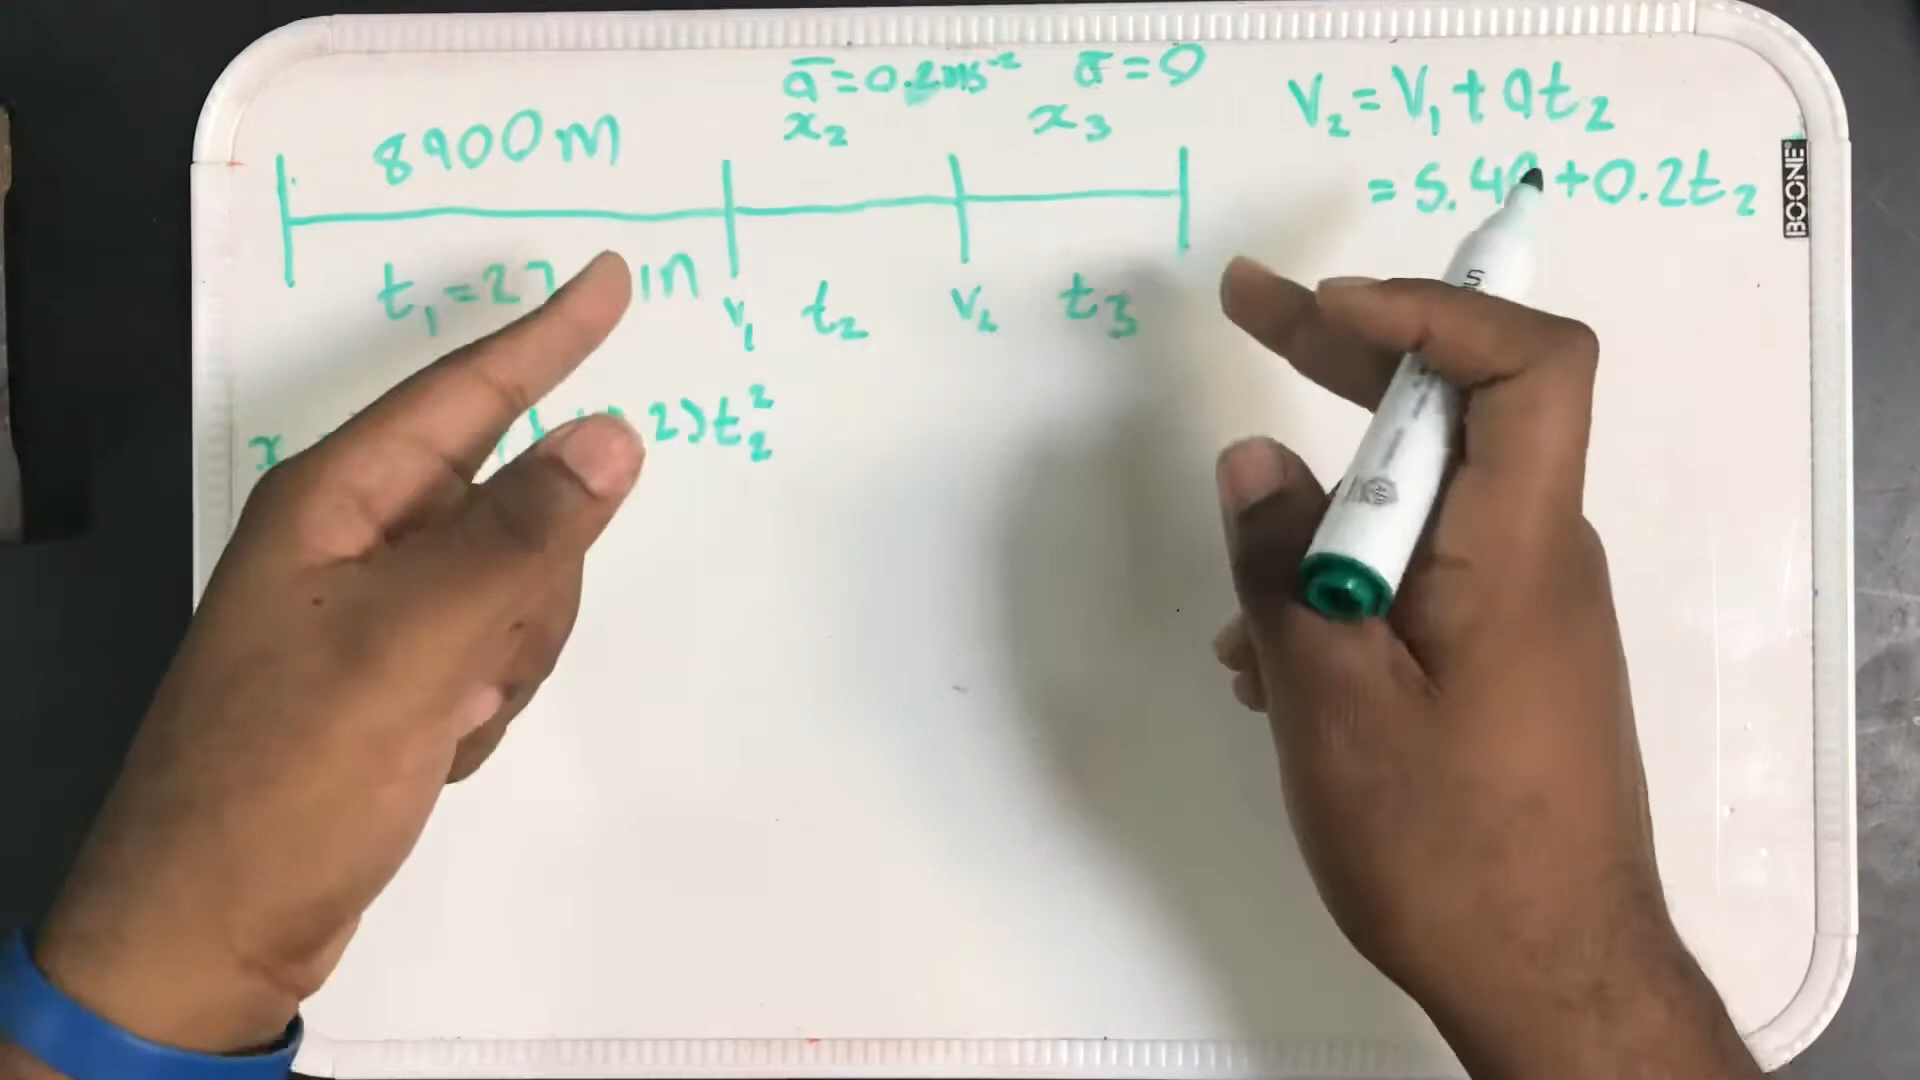 ā=0.2ms⁻² ā=0
8900m x₂ x₃
t₁=27 in v₁ t₂ v₂ t₃
x 2)t₂²
V₂=V₁+at₂
=5.4 +0.2t₂
BOONE
S